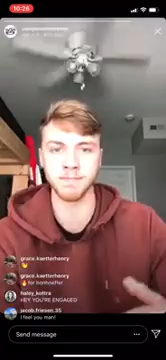 10:26
grace.kaetterhenry
👏
grace.kaetterhenry
🔥for bonhoeffer
haley_kottra
HEY YOU'RE ENGAGED
jacob.friesen.35
I feel you man!
Send message